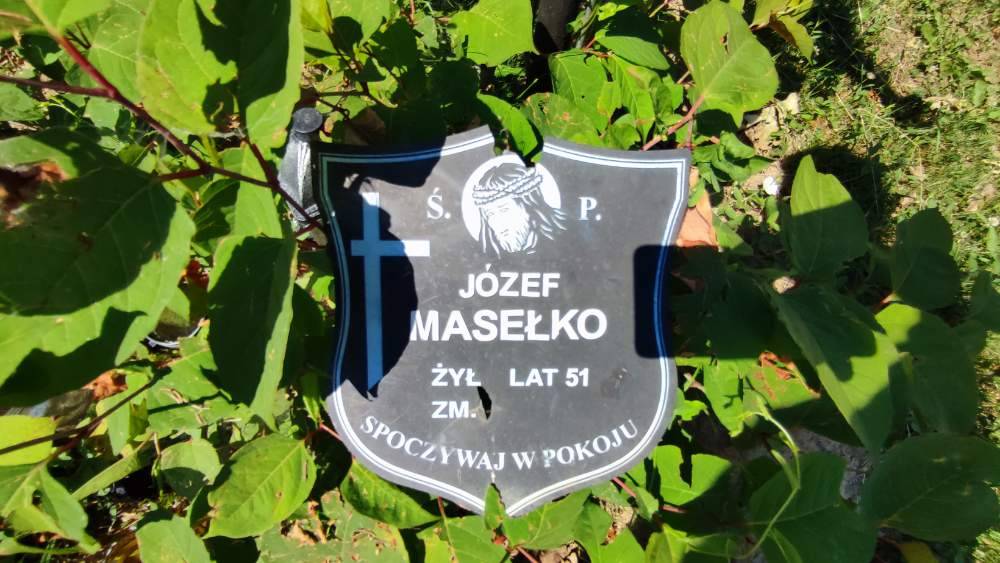 Ś. P.
JÓZEF
MASEŁKO
ŻYŁ LAT 51
ZM.
SPOCZYWAJ W POKOJU